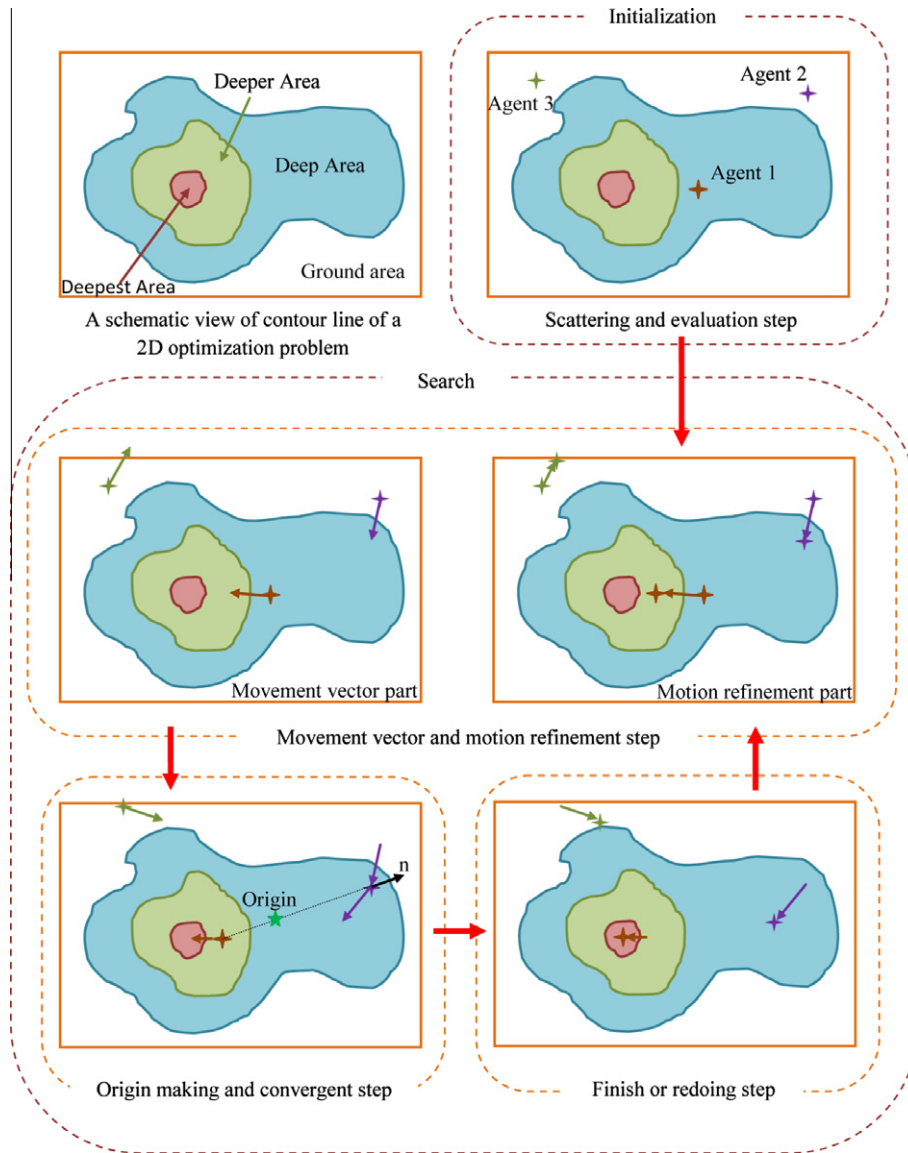 Initialization
Deeper Area
Deep Area
Ground area
Deepest Area
A schematic view of contour line of a
2D optimization problem
Agent 2
Agent 3
Agent 1
Scattering and evaluation step
Search
Movement vector part
Motion refinement part
Movement vector and motion refinement step
n
Origin
Origin making and convergent step
Finish or redoing step